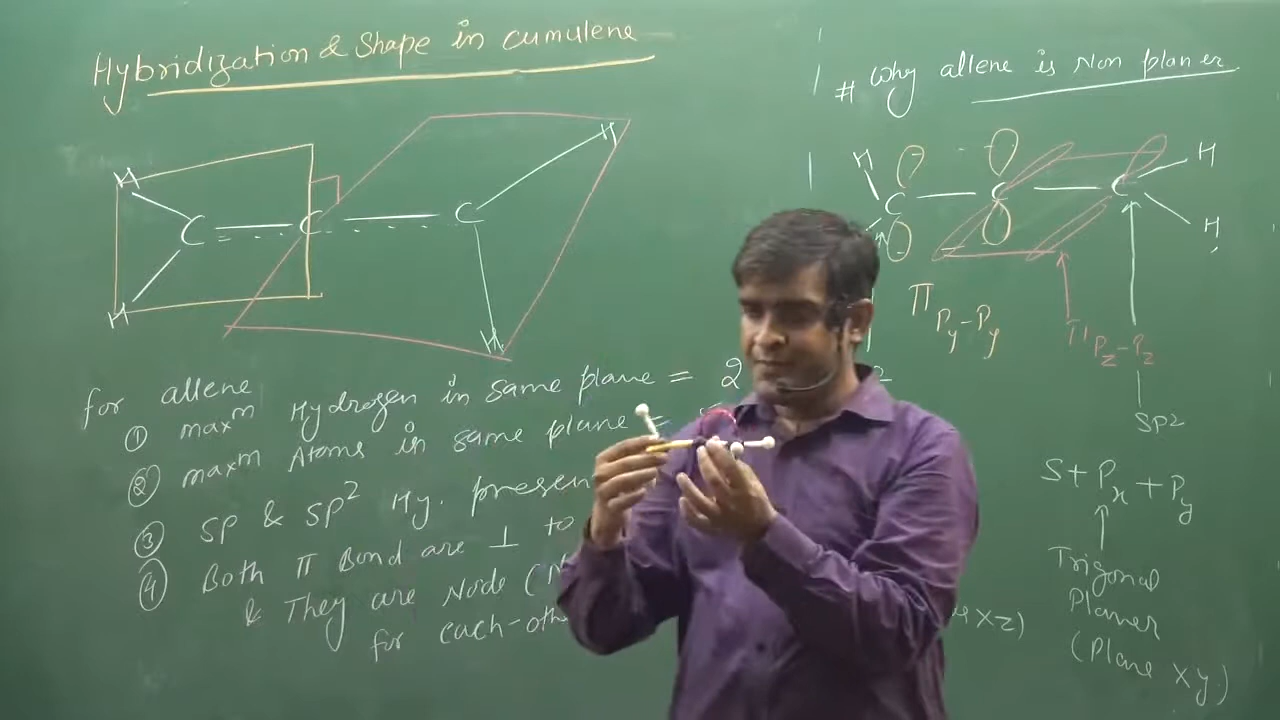 Hybridization & Shape in cumulene
# Why allene is Non planer
H
H
C
C
C
H
H
H
C
C
C
H
H
H
Π Py-Py
Π Pz-Pz
SP2
for allene
① maxm Hydrogen in same plane = 2
② maxm Atoms in same plane =
③ SP & SP2 Hy.
④ Both π Bond are ⊥ to
& They are Node (
for each-
S + Px + Py
Trigonal
Planer
(Plane xy)
xz)